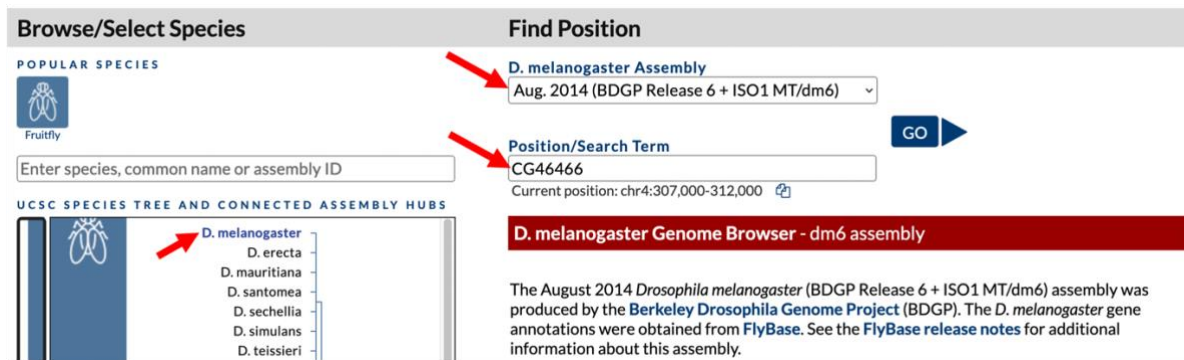 Browse/Select Species
POPULAR SPECIES
Fruitfly
Enter species, common name or assembly ID
UCSC SPECIES TREE AND CONNECTED ASSEMBLY HUBS
D. melanogaster
D. erecta
D. mauritiana
D. santomea
D. sechellia
D. simulans
D. teissieri
Find Position
D. melanogaster Assembly
Aug. 2014 (BDGP Release 6 + ISO1 MT/dm6)
GO
Position/Search Term
CG46466
Current position: chr4:307,000-312,000
D. melanogaster Genome Browser - dm6 assembly
The August 2014 Drosophila melanogaster (BDGP Release 6 + ISO1 MT/dm6) assembly was
produced by the Berkeley Drosophila Genome Project (BDGP). The D. melanogaster gene
annotations were obtained from FlyBase. See the FlyBase release notes for additional
information about this assembly.